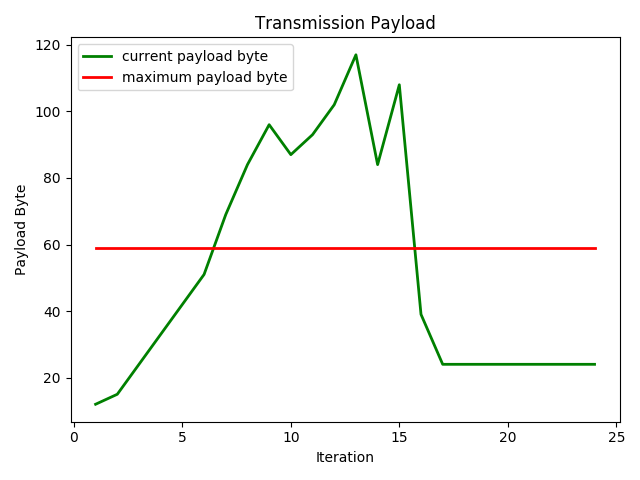 Transmission Payload
current payload byte
maximum payload byte
Payload Byte
120
100
80
60
40
20
0
5
10
15
20
25
Iteration